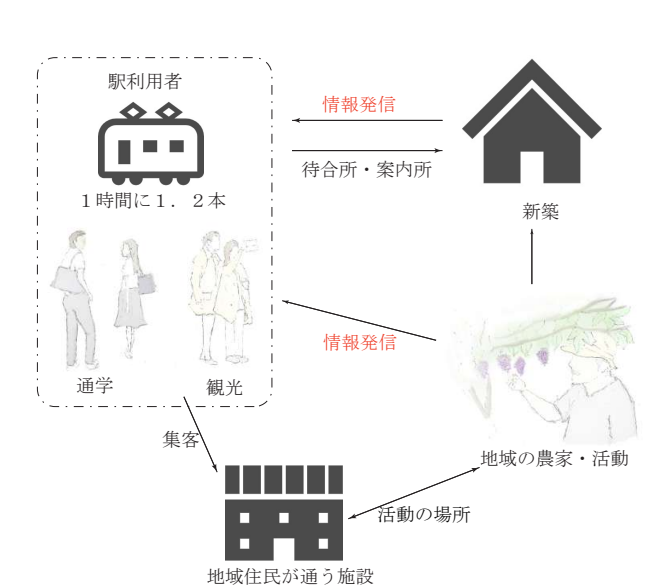 駅利用者
情報発信
待合所・案内所
1時間に1．2本
新築
情報発信
通学
観光
集客
地域の農家・活動
活動の場所
地域住民が通う施設